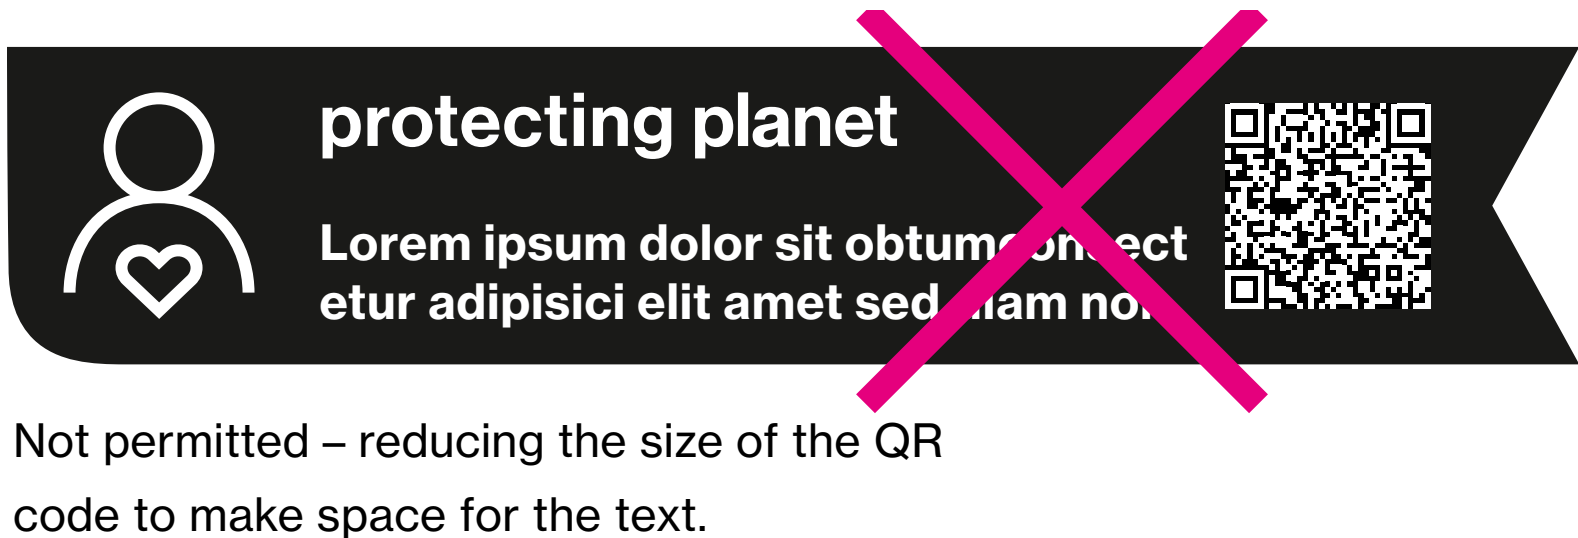 protecting planet
Lorem ipsum dolor sit obtum ect
etur adipisici elit amet sed
Not permitted – reducing the size of the QR
code to make space for the text.